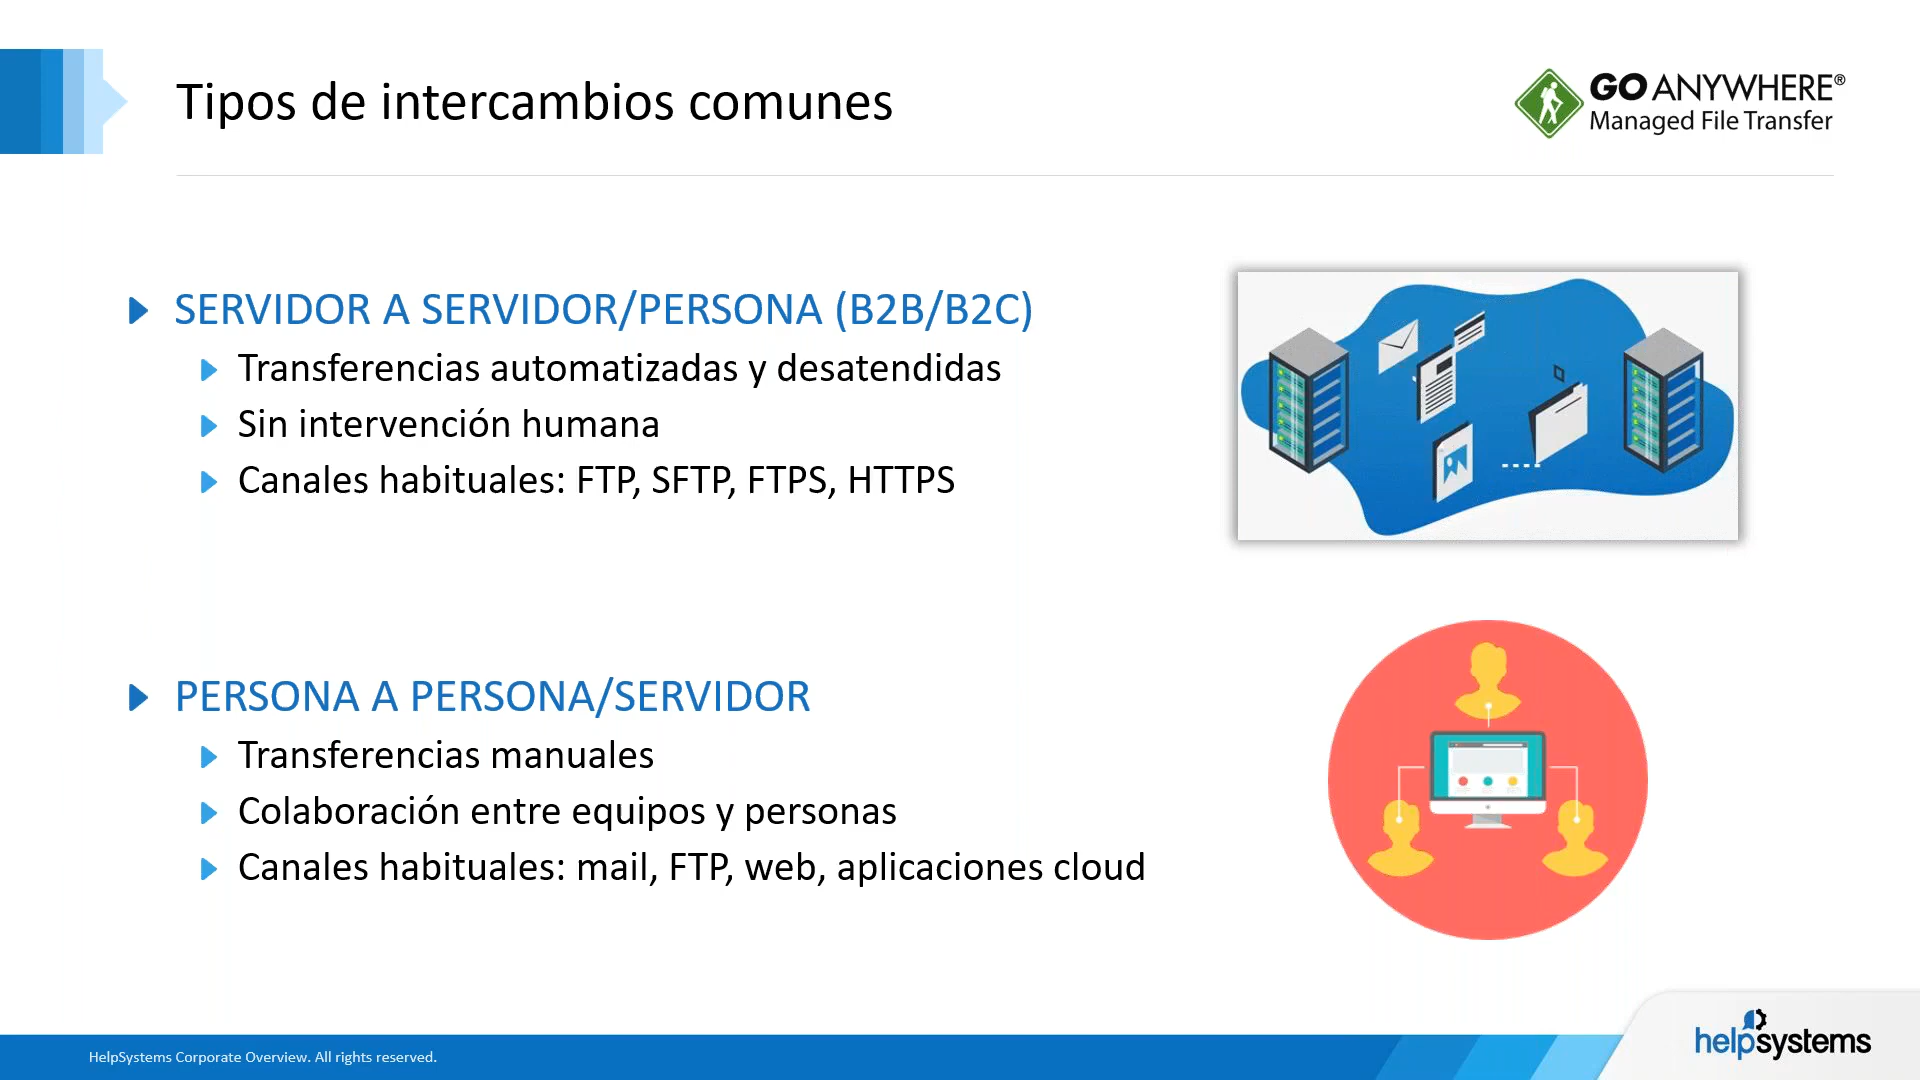 Tipos de intercambios comunes
GO ANYWHERE®
Managed File Transfer
SERVIDOR A SERVIDOR/PERSONA (B2B/B2C)
Transferencias automatizadas y desatendidas
Sin intervención humana
Canales habituales: FTP, SFTP, FTPS, HTTPS
PERSONA A PERSONA/SERVIDOR
Transferencias manuales
Colaboración entre equipos y personas
Canales habituales: mail, FTP, web, aplicaciones cloud
HelpSystems Corporate Overview. All rights reserved.
helpsystems